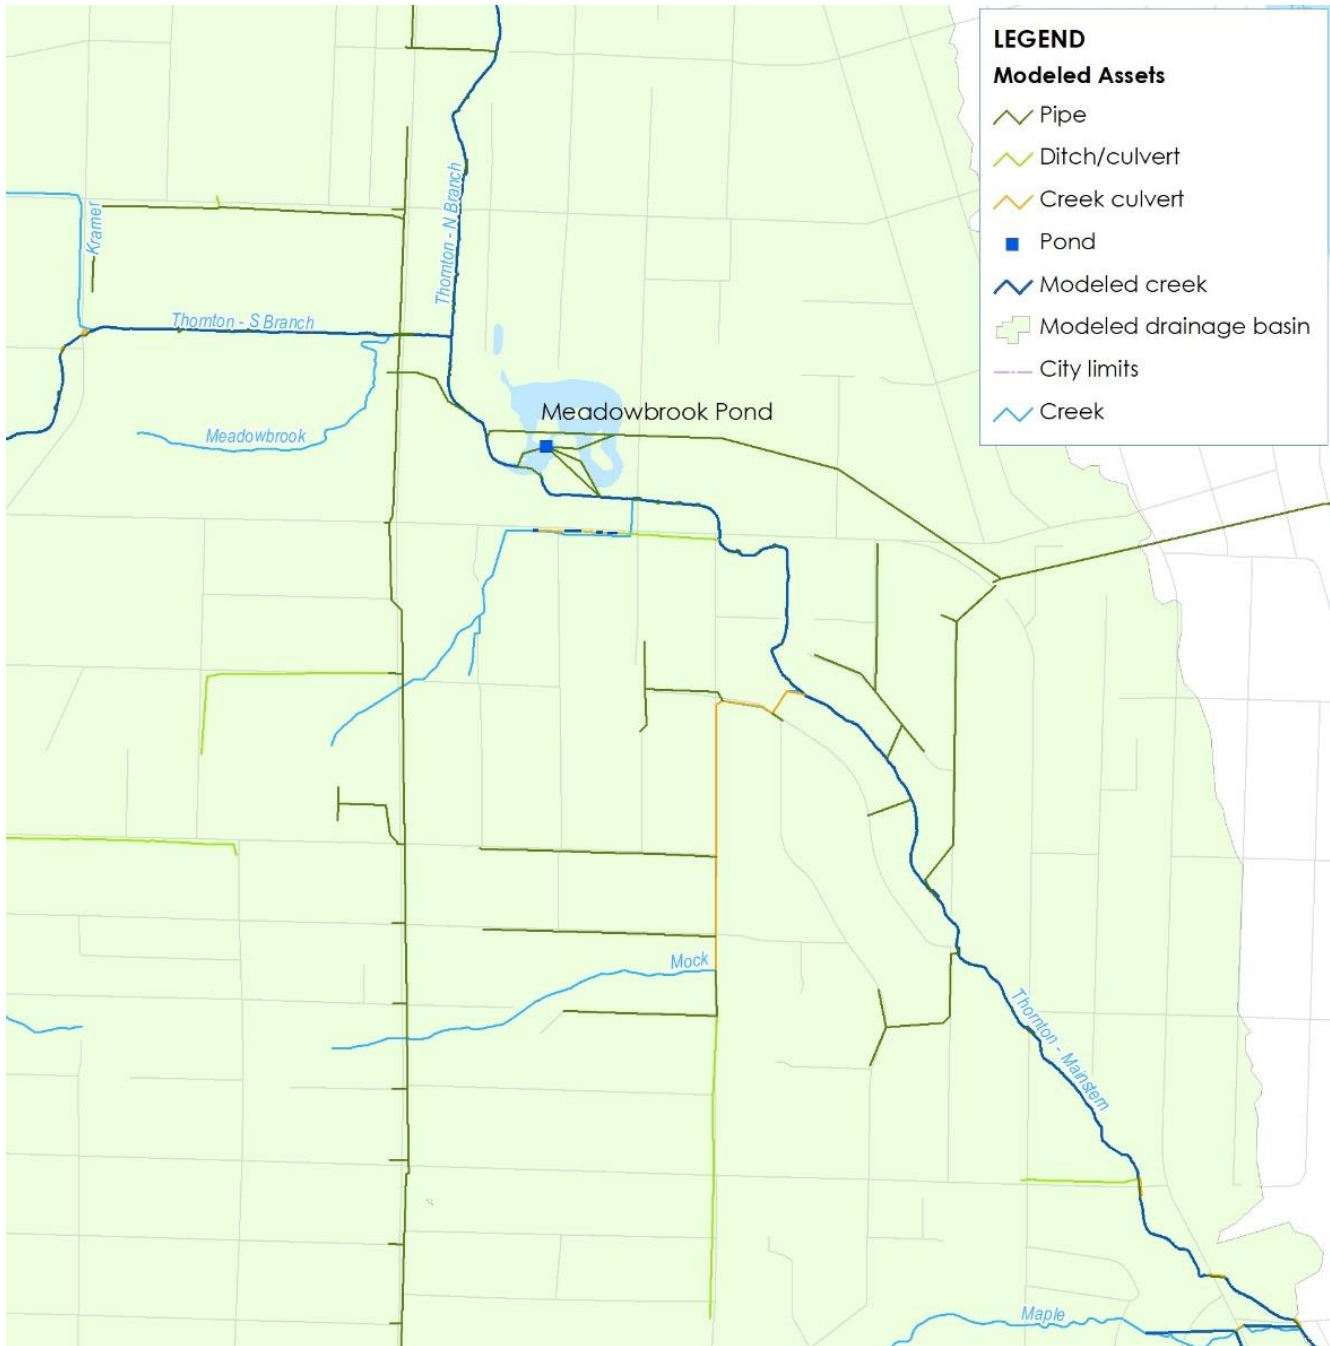 LEGEND
Modeled Assets
Pipe
Ditch/culvert
Creek culvert
Pond
Modeled creek
Modeled drainage basin
City limits
Creek
Kramer
Thornton - N Branch
Thornton - S Branch
Meadowbrook Pond
Meadowbrook
Mock
Thornton - Mainstem
Maple